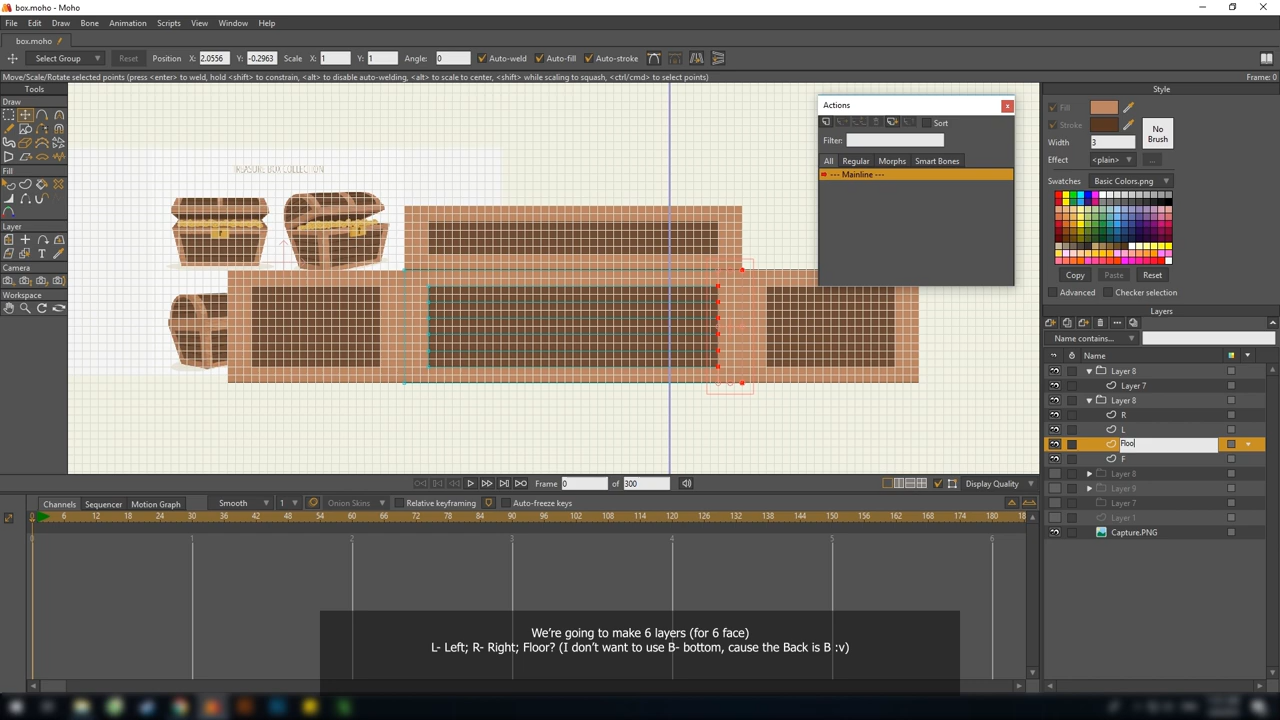 box.moho - Moho
File Edit Draw Bone Animation Scripts View Window Help
box.moho
Select Group Reset Position X: 2.0556 Y: -0.2963 Scale X: 1 Y: 1 Angle: 0 Auto-weld Auto-fill Auto-stroke
Move/Scale/Rotate selected points (press <enter> to weld, hold <shift> to constrain, <alt> to disable auto-welding, <alt> to scale to center, <shift> while scaling to squash, <ctrl/cmd> to select points) Frame: 0
Tools
Draw
Fill
Layer
Camera
Workspace
TREASURE BOX COLLECTION
Actions
Sort
Filter:
All Regular Morphs Smart Bones
--- Mainline ---
Style
Fill
Stroke
No Brush
Width 3
Effect <plain> ...
Swatches Basic Colors.png
Copy Paste Reset
Advanced Checker selection
Layers
Name contains...
Name
Layer 8
Layer 7
Layer 8
R
L
Floo
F
Layer 8
Layer 9
Layer 7
Layer 1
Capture.PNG
Frame 0 of 300 Display Quality
Channels Sequencer Motion Graph Smooth 1 Onion Skins Relative keyframing Auto-freeze keys
0 6 12 18 24 30 36 42 48 54 60 66 72 78 84 90 96 102 108 114 120 126 132 138 144 150 156 162 168 174 18
0 1 2 3 4 5 6
We're going to make 6 layers (for 6 face)
L- Left; R- Right; Floor? (I don't want to use B- bottom, cause the Back is B :v)